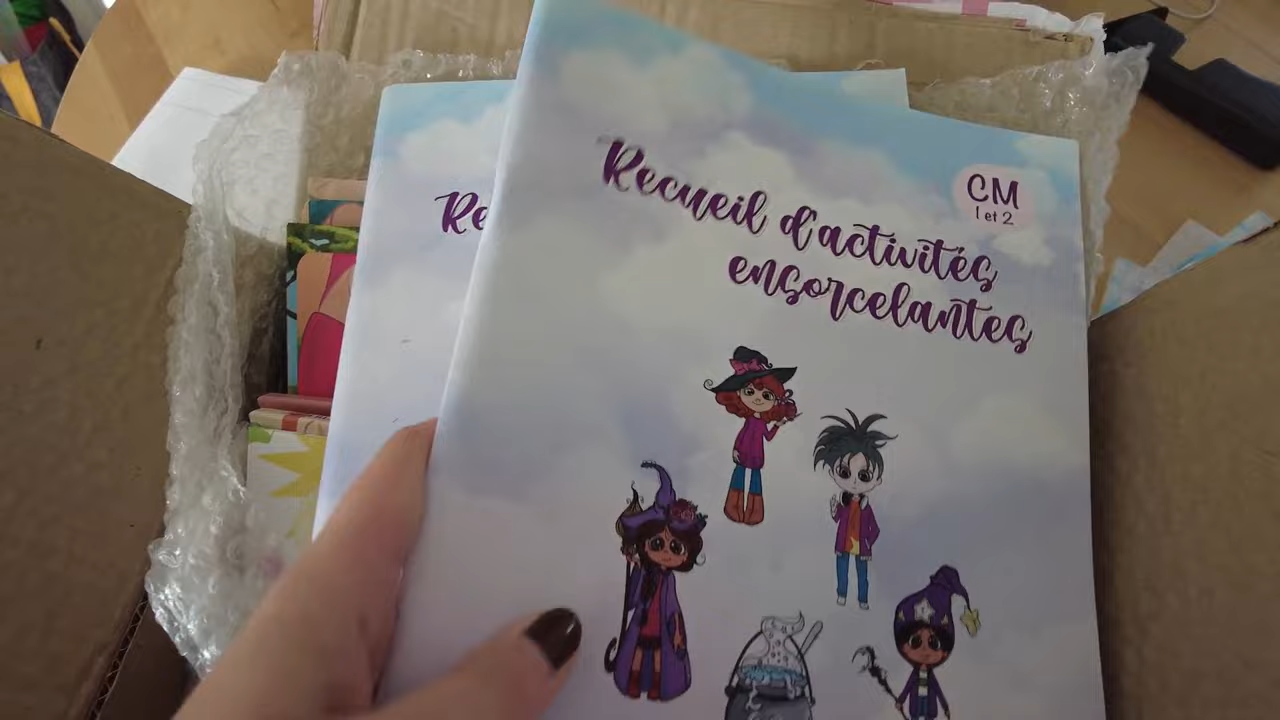 Recueil d'activités
ensorcelantes
CM
1 et 2
Re